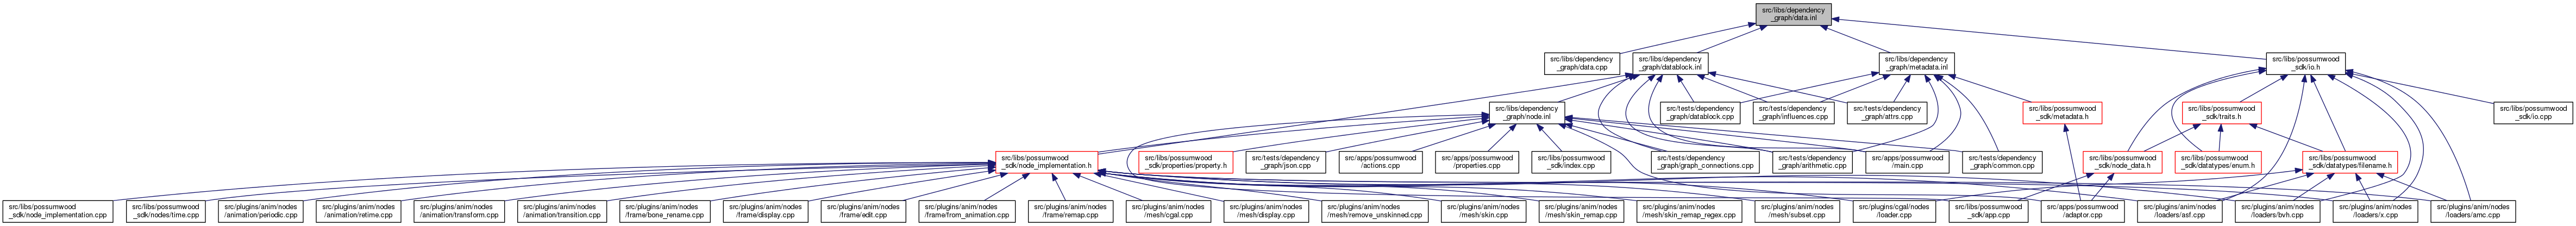 src/libs/dependency
_graph/data.inl
src/libs/dependency
_graph/data.cpp
src/libs/dependency
_graph/datablock.inl
src/libs/dependency
_graph/metadata.inl
src/libs/possumwood
_sdk/io.h
src/libs/dependency
_graph/node.inl
src/tests/dependency
_graph/datablock.cpp
src/tests/dependency
_graph/influences.cpp
src/tests/dependency
_graph/attrs.cpp
src/libs/possumwood
_sdk/metadata.h
src/libs/possumwood
_sdk/traits.h
src/libs/possumwood
_sdk/io.cpp
src/libs/possumwood
_sdk/node_implementation.h
src/libs/possumwood
_sdk/properties/property.h
src/tests/dependency
_graph/json.cpp
src/apps/possumwood
/actions.cpp
src/apps/possumwood
/properties.cpp
src/libs/possumwood
_sdk/index.cpp
src/tests/dependency
_graph/graph_connections.cpp
src/tests/dependency
_graph/arithmetic.cpp
src/apps/possumwood
/main.cpp
src/tests/dependency
_graph/common.cpp
src/libs/possumwood
_sdk/node_data.h
src/libs/possumwood
_sdk/datatypes/enum.h
src/libs/possumwood
_sdk/datatypes/filename.h
src/libs/possumwood
_sdk/node_implementation.cpp
src/libs/possumwood
_sdk/nodes/time.cpp
src/plugins/anim/nodes
/animation/periodic.cpp
src/plugins/anim/nodes
/animation/retime.cpp
src/plugins/anim/nodes
/animation/transform.cpp
src/plugins/anim/nodes
/animation/transition.cpp
src/plugins/anim/nodes
/frame/bone_rename.cpp
src/plugins/anim/nodes
/frame/display.cpp
src/plugins/anim/nodes
/frame/edit.cpp
src/plugins/anim/nodes
/frame/from_animation.cpp
src/plugins/anim/nodes
/frame/remap.cpp
src/plugins/anim/nodes
/mesh/cgal.cpp
src/plugins/anim/nodes
/mesh/display.cpp
src/plugins/anim/nodes
/mesh/remove_unskinned.cpp
src/plugins/anim/nodes
/mesh/skin.cpp
src/plugins/anim/nodes
/mesh/skin_remap.cpp
src/plugins/anim/nodes
/mesh/skin_remap_regex.cpp
src/plugins/anim/nodes
/mesh/subset.cpp
src/plugins/cgal/nodes
/loader.cpp
src/libs/possumwood
_sdk/app.cpp
src/apps/possumwood
/adaptor.cpp
src/plugins/anim/nodes
/loaders/asf.cpp
src/plugins/anim/nodes
/loaders/bvh.cpp
src/plugins/anim/nodes
/loaders/x.cpp
src/plugins/anim/nodes
/loaders/amc.cpp